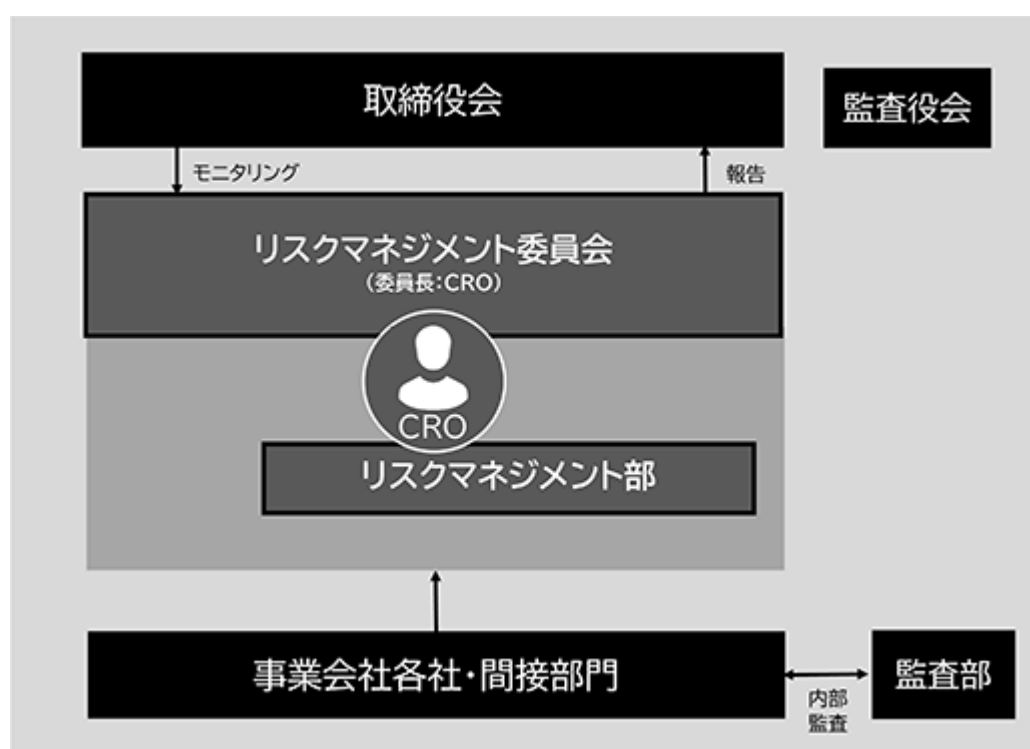 取締役会
監査役会
モニタリング
報告
リスクマネジメント委員会
(委員長:CRO)
CRO
リスクマネジメント部
事業会社各社・間接部門
内部
監査
監査部